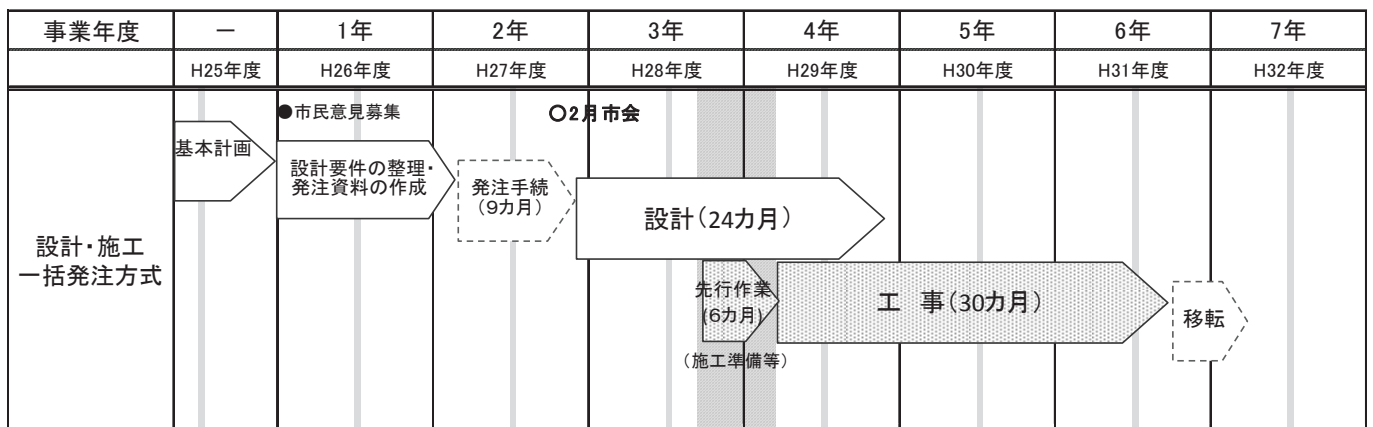 事業年度 － 1年 2年 3年 4年 5年 6年 7年
H25年度 H26年度 H27年度 H28年度 H29年度 H30年度 H31年度 H32年度
●市民意見募集
○2月市会
基本計画
設計要件の整理・
発注資料の作成
発注手続
（9カ月）
設計（24カ月）
設計・施工
一括発注方式
先行作業
(6カ月)
工 事（30カ月）
移転
（施工準備等）